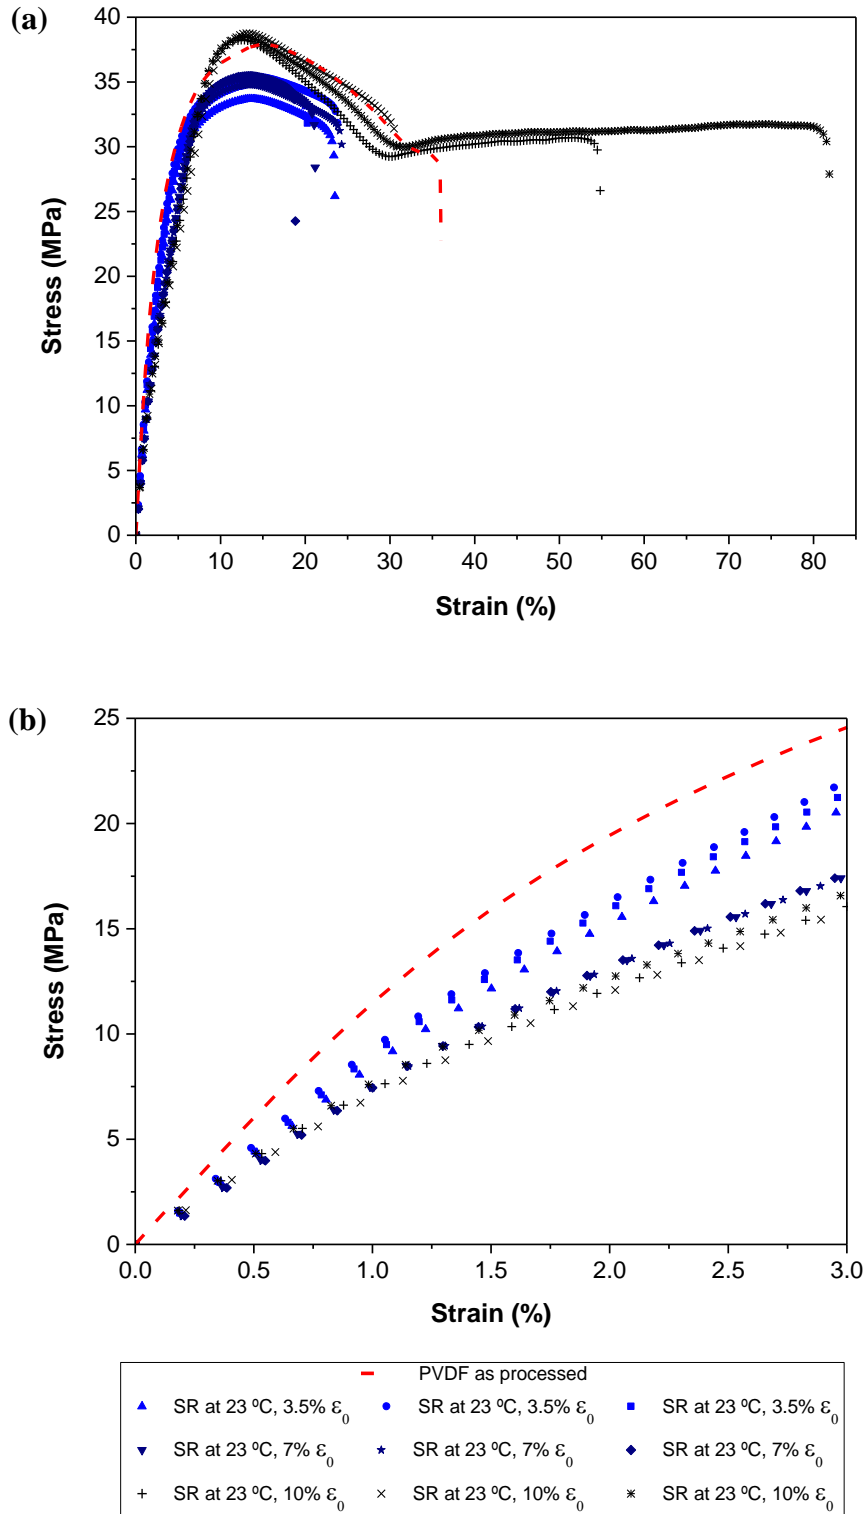 (a)
40
35
30
25
20
15
10
5
0
Stress (MPa)
0 10 20 30 40 50 60 70 80
Strain (%)
(b)
25
20
15
10
5
0
Stress (MPa)
0.0 0.5 1.0 1.5 2.0 2.5 3.0
Strain (%)
PVDF as processed
SR at 23 ºC, 3.5% ε0 SR at 23 ºC, 3.5% ε0 SR at 23 ºC, 3.5% ε0
SR at 23 ºC, 7% ε0 SR at 23 ºC, 7% ε0 SR at 23 ºC, 7% ε0
SR at 23 ºC, 10% ε0 SR at 23 ºC, 10% ε0 SR at 23 ºC, 10% ε0